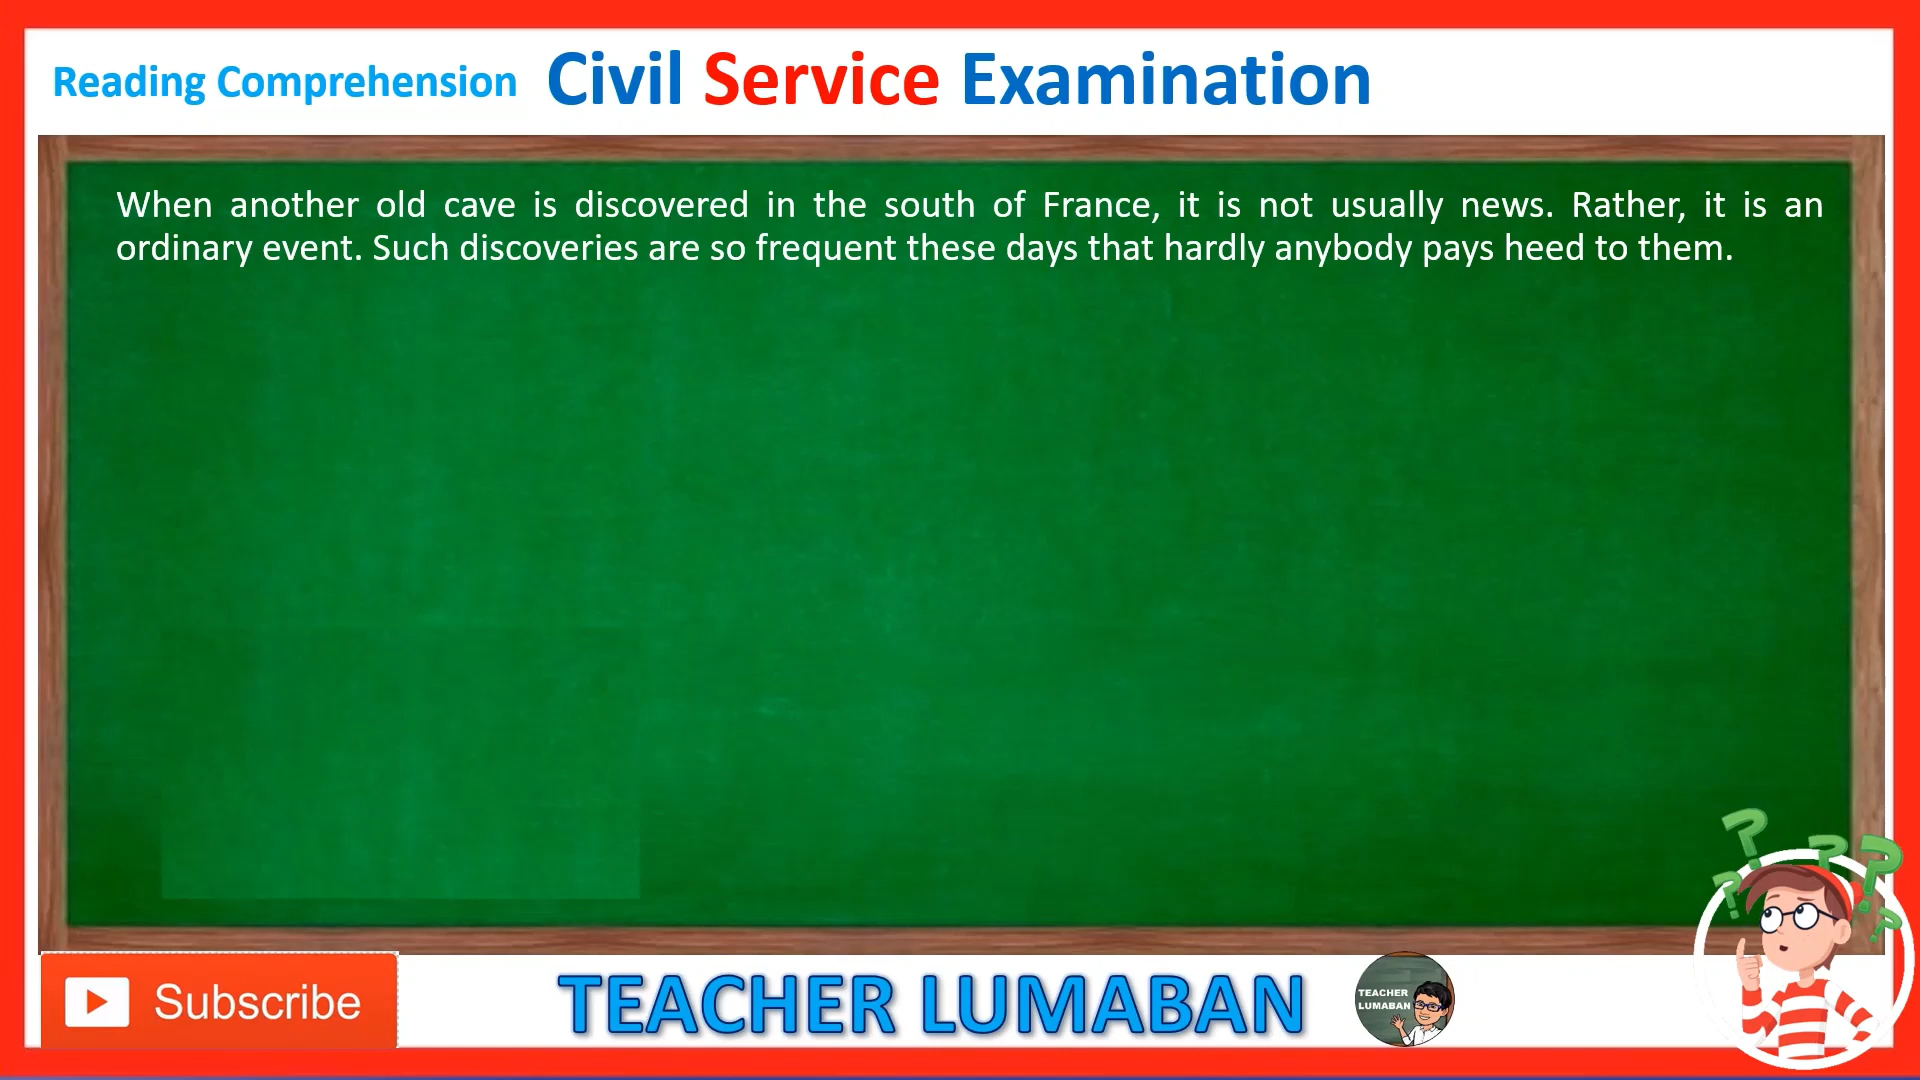 Reading Comprehension Civil Service Examination
When another old cave is discovered in the south of France, it is not usually news. Rather, it is an
ordinary event. Such discoveries are so frequent these days that hardly anybody pays heed to them.
Subscribe
TEACHER LUMABAN
TEACHER
LUMABAN